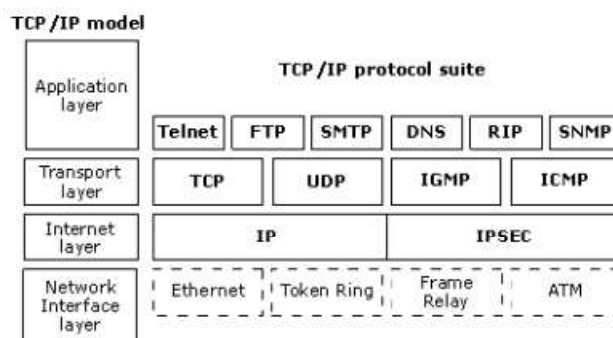 TCP/IP model
Application
layer
TCP/IP protocol suite
Telnet FTP SMTP DNS RIP SNMP
Transport
layer
TCP UDP IGMP ICMP
Internet
layer
IP IPSEC
Network
Interface
layer
Ethernet Token Ring Frame
Relay ATM